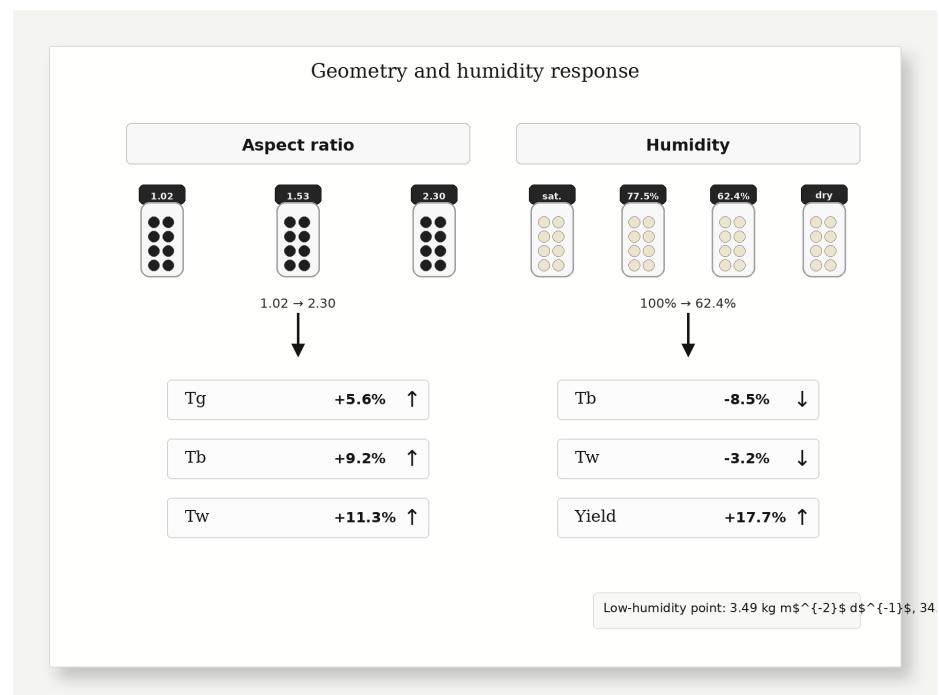 Geometry and humidity response
Aspect ratio
Humidity
1.02
1.53
2.30
sat.
77.5%
62.4%
dry
1.02 → 2.30
100% → 62.4%
Tg +5.6% ↑
Tb +9.2% ↑
Tw +11.3% ↑
Tb -8.5% ↓
Tw -3.2% ↓
Yield +17.7% ↑
Low-humidity point: 3.49 kg m$^{-2}$ d$^{-1}$, 34.